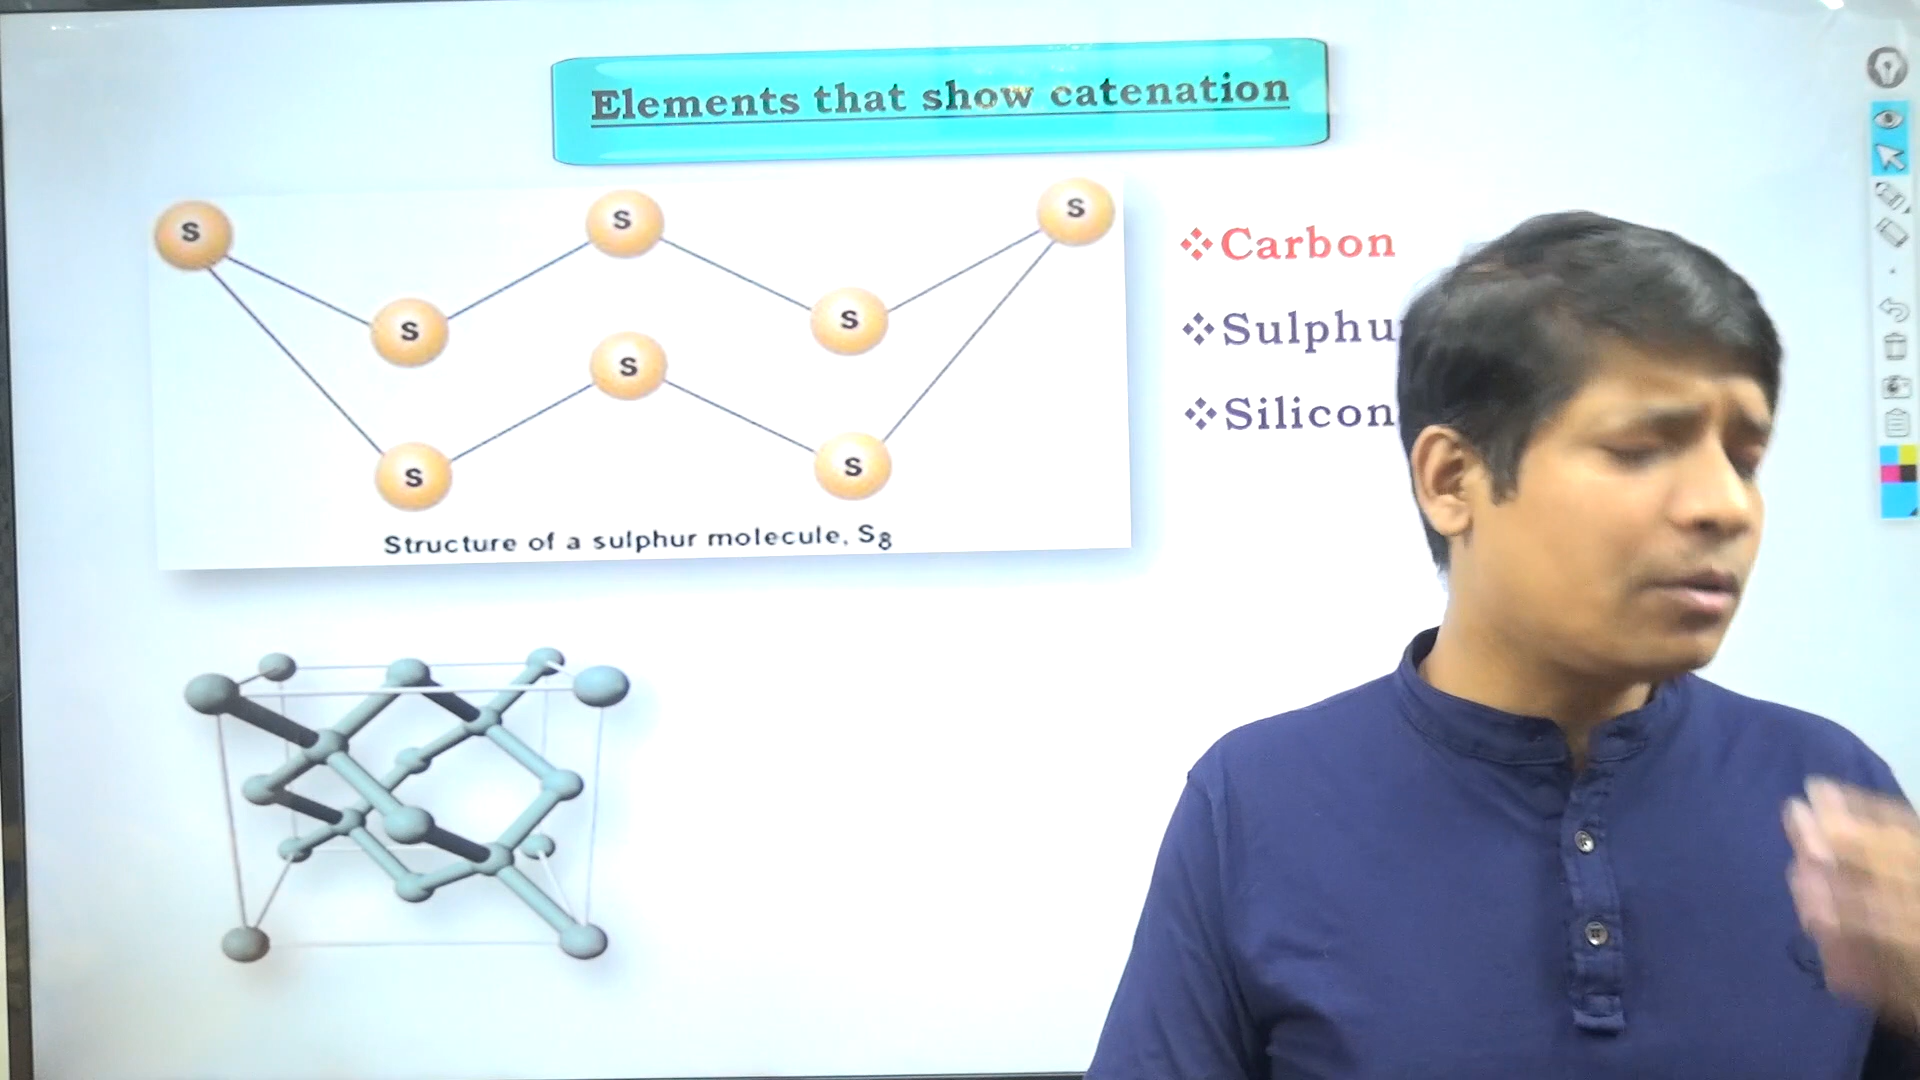 Elements that show catenation
S
S
S
S
S
S
S
S
Structure of a sulphur molecule, S8
❖Carbon
❖Sulphu
❖Silicon